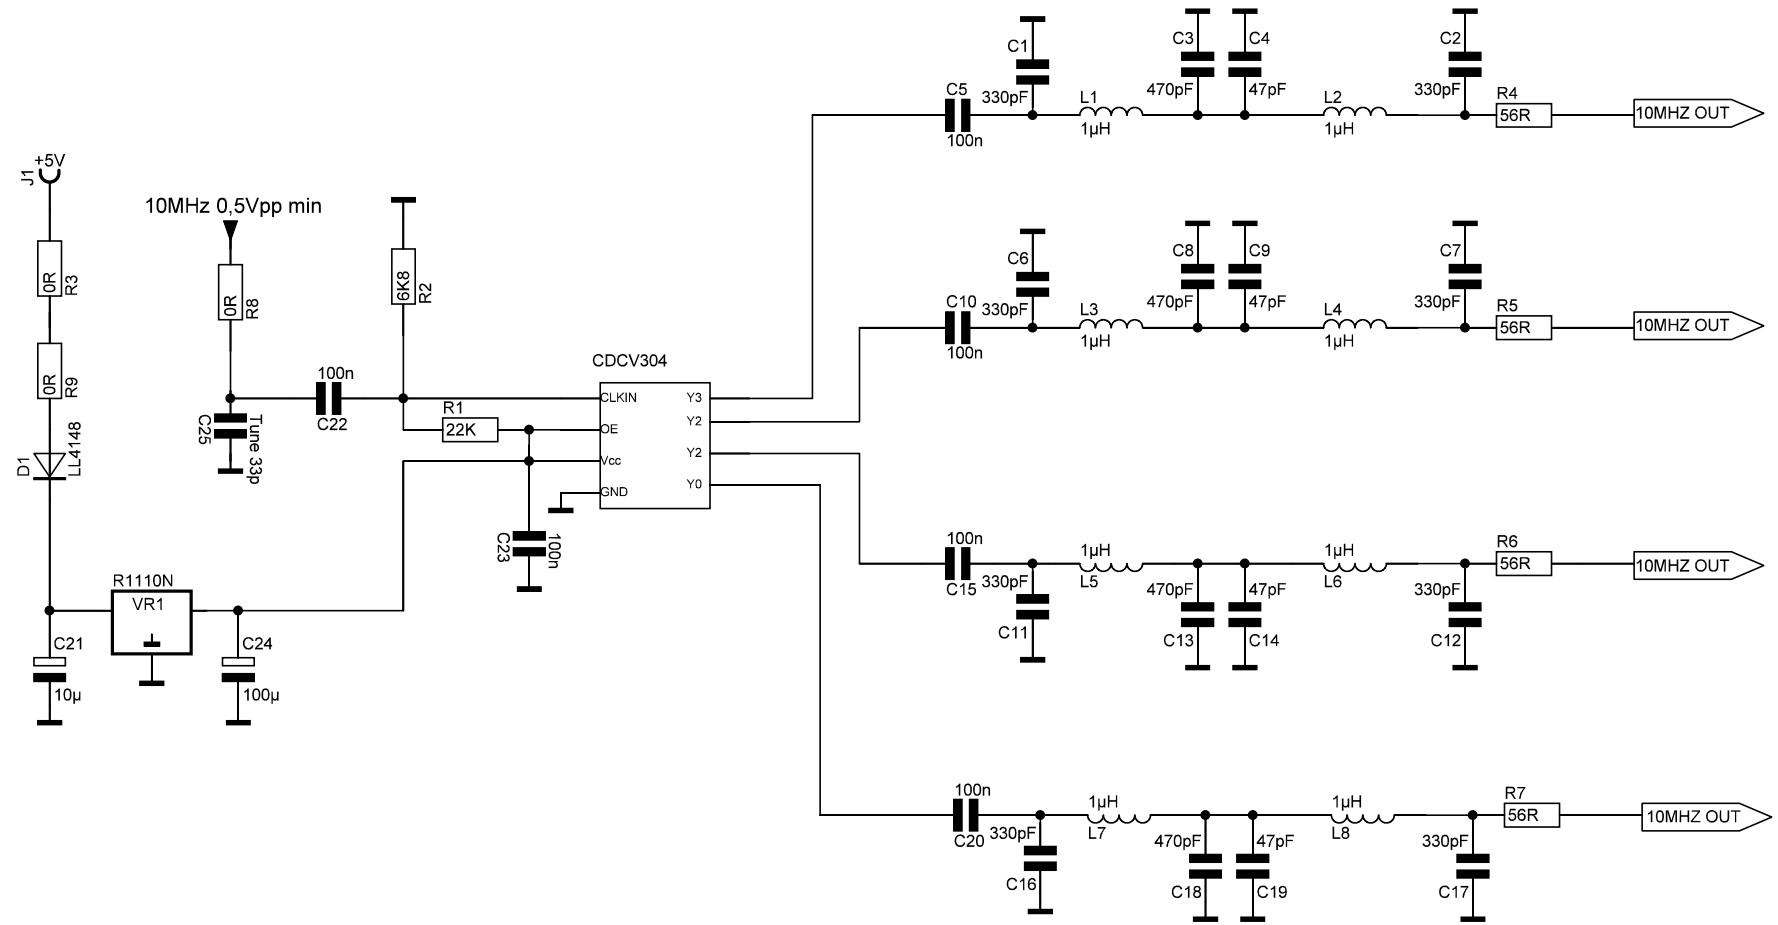 C1
330pF
C3
470pF
C4
47pF
C2
330pF
C5
100n
L1
1µH
L2
1µH
R4
56R
10MHZ OUT
+5V
J1
10MHz 0,5Vpp min
0R
R3
0R
R8
6K8
R2
0R
R9
C6
330pF
C8
470pF
C9
47pF
C7
330pF
C10
100n
L3
1µH
L4
1µH
R5
56R
10MHZ OUT
CDCV304
CLKIN
OE
Vcc
GND
Y3
Y2
Y2
Y0
100n
C22
R1
22K
C25
Tune 33p
D1
LL4148
C23
100n
100n
C15
330pF
C11
1µH
L5
470pF
C13
47pF
C14
1µH
L6
330pF
C12
R6
56R
10MHZ OUT
R1110N
VR1
C21
10µ
C24
100µ
100n
C20
330pF
C16
1µH
L7
470pF
C18
47pF
C19
1µH
L8
330pF
C17
R7
56R
10MHZ OUT